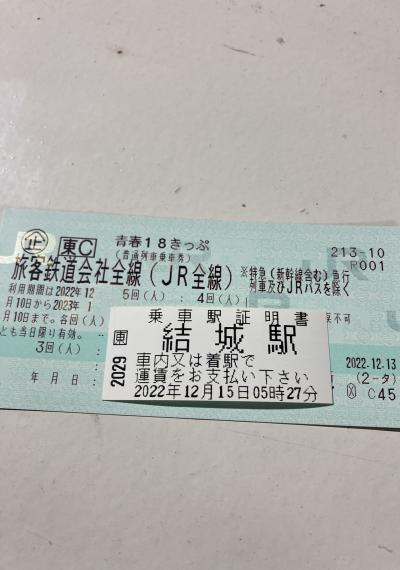 東C 青春18きっぷ
(普通列車乗車券)
213-10
R001
旅客鉄道会社全線(JR全線)
※特急(新幹線含む)急行
列車及びJRバスを除く
利用期間は2022年12
月10日から2023年 1
月10日まで。各回(人)
とも当日限り有効。
5回(人): 4回(人)
3回(人):
不可
年 月 日:
2022.12.13
(2-タ)
C45
乗車駅証明書
2029
結城駅
車内又は着駅で
運賃をお支払い下さい
2022年12月15日05時27分